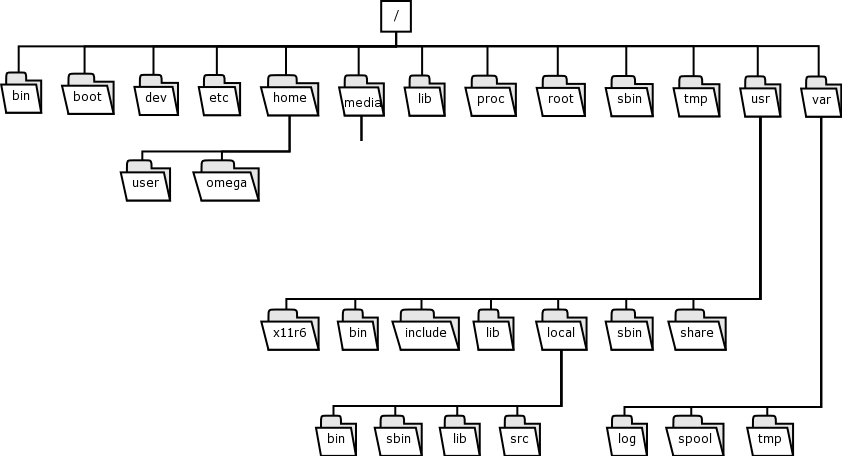 /
bin boot dev etc home media lib proc root sbin tmp usr var
user omega
x11r6 bin include lib local sbin share
bin sbin lib src log spool tmp